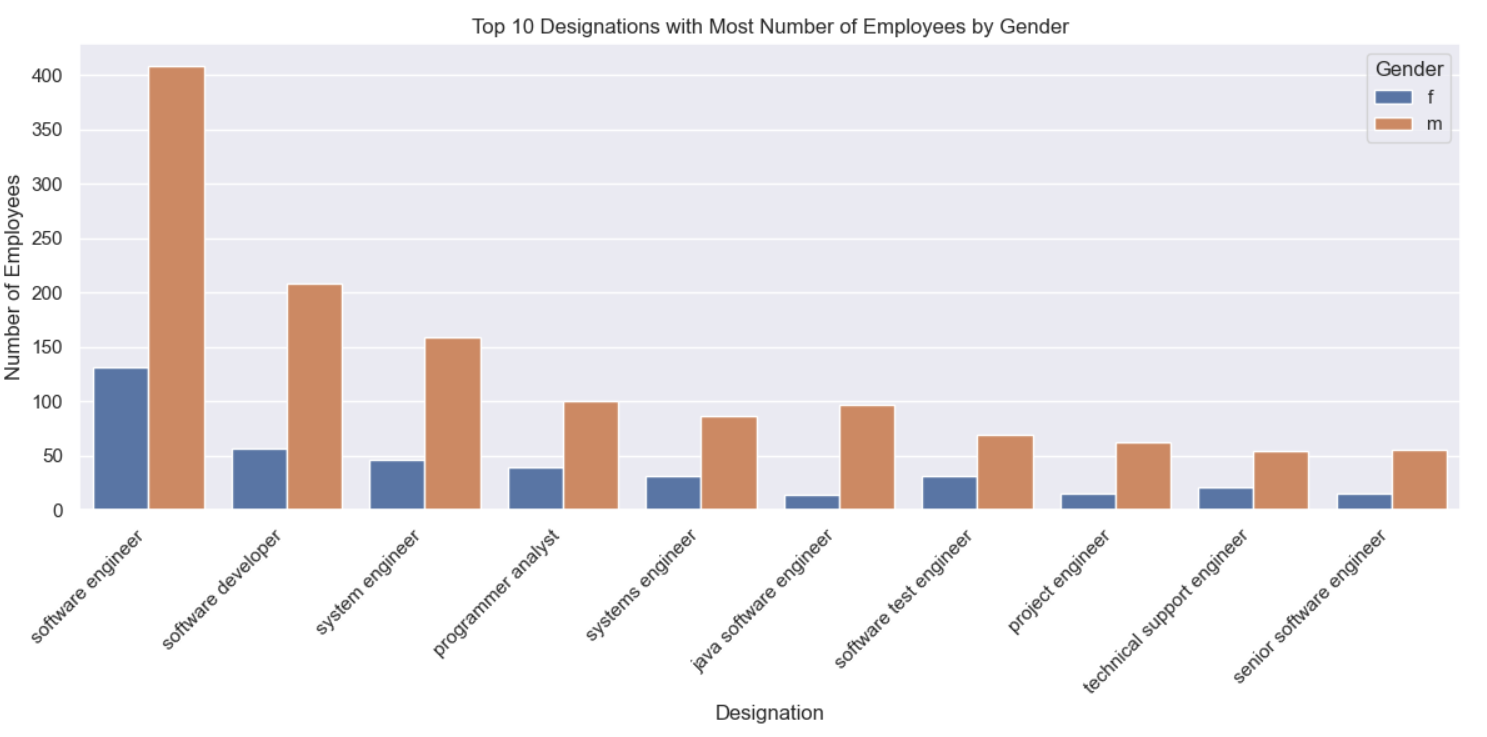 Top 10 Designations with Most Number of Employees by Gender
Gender
f
m
Number of Employees
400
350
300
250
200
150
100
50
0
software engineer
software developer
system engineer
programmer analyst
systems engineer
java software engineer
software test engineer
project engineer
technical support engineer
senior software engineer
Designation